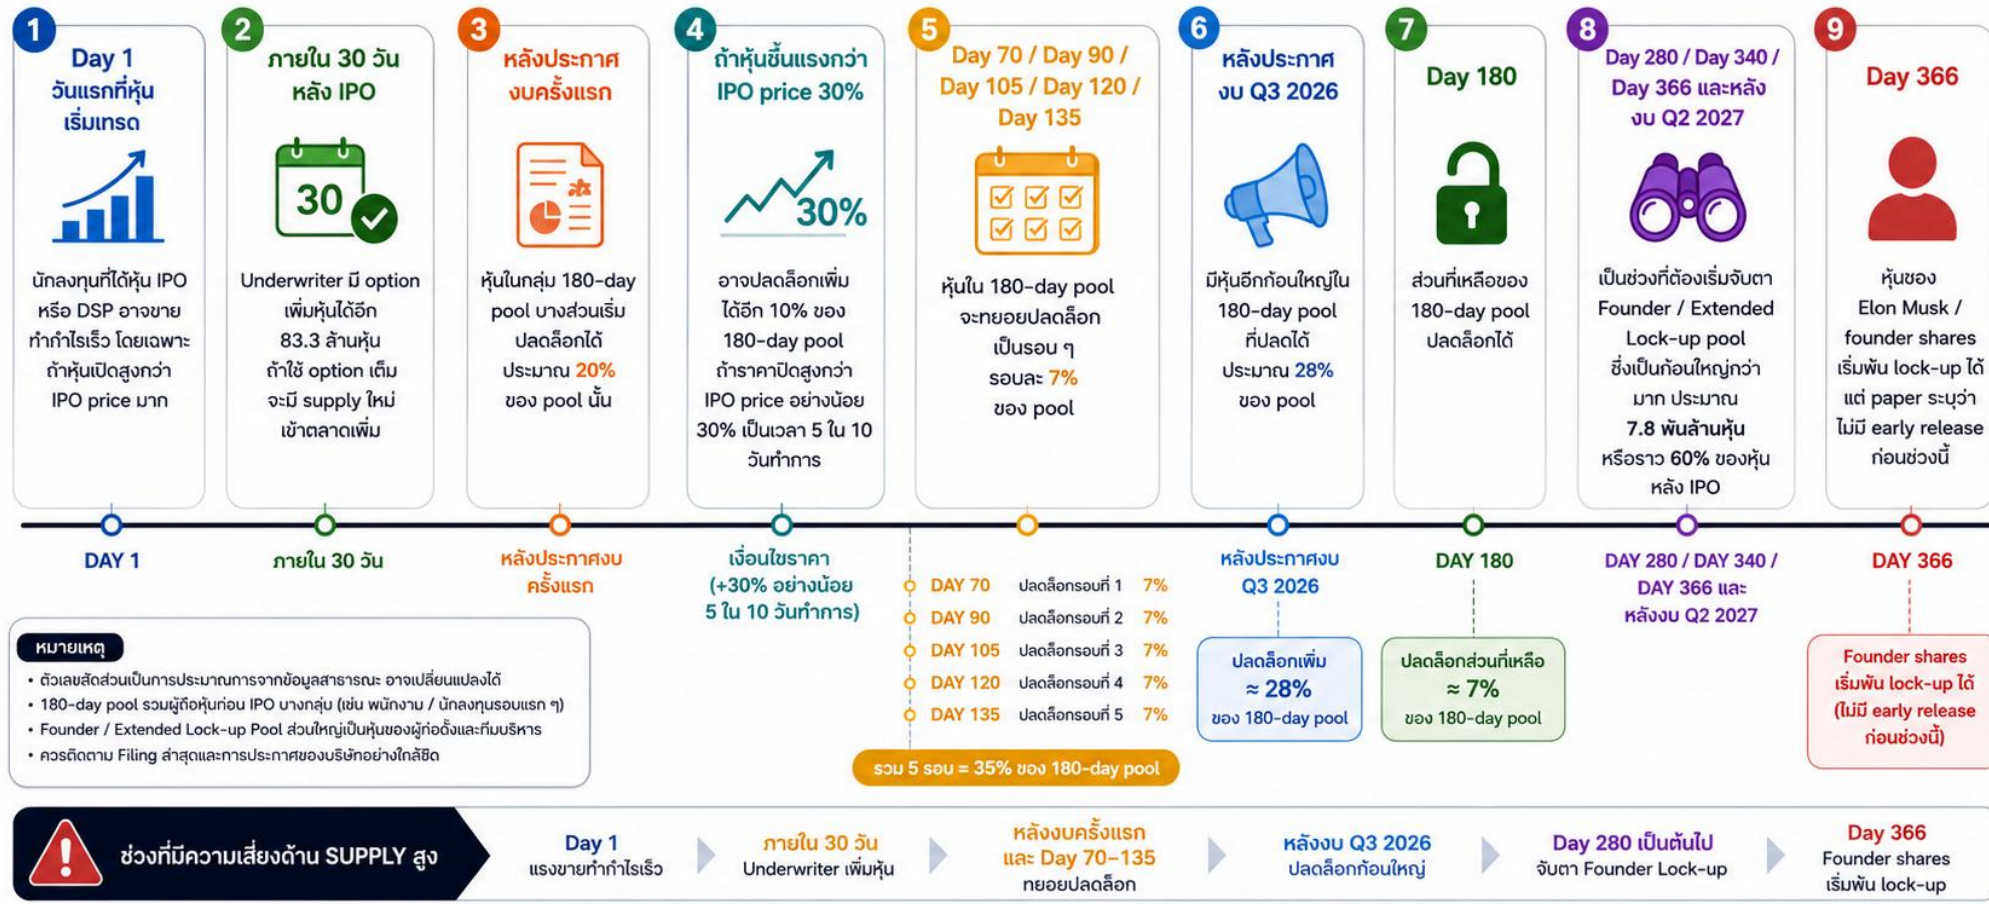 1
Day 1
วันแรกที่หุ้น
เริ่มเทรด
นักลงทุนที่ได้หุ้น IPO
หรือ DSP อาจขาย
ทำกำไรเร็ว โดยเฉพาะ
ถ้าหุ้นเปิดสูงกว่า
IPO price มาก
2
ภายใน 30 วัน
หลัง IPO
30
Underwriter มี option
เพิ่มหุ้นได้อีก
83.3 ล้านหุ้น
ถ้าใช้ option เต็ม
จะมี supply ใหม่
เข้าตลาดเพิ่ม
3
หลังประกาศ
งบครั้งแรก
หุ้นในกลุ่ม 180-day
pool บางส่วนเริ่ม
ปลดล็อกได้
ประมาณ 20%
ของ pool นั้น
4
ถ้าหุ้นขึ้นแรงกว่า
IPO price 30%
30%
อาจปลดล็อกเพิ่ม
ได้อีก 10% ของ
180-day pool
ถ้าราคาปิดสูงกว่า
IPO price อย่างน้อย
30% เป็นเวลา 5 ใน 10
วันทำการ
5
Day 70 / Day 90 /
Day 105 / Day 120 /
Day 135
หุ้นใน 180-day pool
จะทยอยปลดล็อก
เป็นรอบ ๆ
รอบละ 7%
ของ pool
6
หลังประกาศ
งบ Q3 2026
มีหุ้นอีกก้อนใหญ่ใน
180-day pool
ที่ปลดได้
ประมาณ 28%
ของ pool
7
Day 180
ส่วนที่เหลือของ
180-day pool
ปลดล็อกได้
8
Day 280 / Day 340 /
Day 366 และหลัง
งบ Q2 2027
เป็นช่วงที่ต้องเริ่มจับตา
Founder / Extended
Lock-up pool
ซึ่งเป็นก้อนใหญ่กว่า
มาก ประมาณ
7.8 พันล้านหุ้น
หรือราว 60% ของหุ้น
หลัง IPO
9
Day 366
หุ้นของ
Elon Musk /
founder shares
เริ่มพ้น lock-up ได้
แต่ paper ระบุว่า
ไม่มี early release
ก่อนช่วงนี้
DAY 1
ภายใน 30 วัน
หลังประกาศงบ
ครั้งแรก
เงื่อนไขราคา
(+30% อย่างน้อย
5 ใน 10 วันทำการ)
DAY 70 ปลดล็อกรอบที่ 1 7%
DAY 90 ปลดล็อกรอบที่ 2 7%
DAY 105 ปลดล็อกรอบที่ 3 7%
DAY 120 ปลดล็อกรอบที่ 4 7%
DAY 135 ปลดล็อกรอบที่ 5 7%
รวม 5 รอบ = 35% ของ 180-day pool
หลังประกาศงบ
Q3 2026
ปลดล็อกเพิ่ม
≈ 28%
ของ 180-day pool
DAY 180
ปลดล็อกส่วนที่เหลือ
≈ 7%
ของ 180-day pool
DAY 280 / DAY 340 /
DAY 366 และ
หลังงบ Q2 2027
DAY 366
Founder shares
เริ่มพ้น lock-up ได้
(ไม่มี early release
ก่อนช่วงนี้)
หมายเหตุ
• ตัวเลขสัดส่วนเป็นการประมาณการจากข้อมูลสาธารณะ อาจเปลี่ยนแปลงได้
• 180-day pool รวมผู้ถือหุ้นก่อน IPO บางกลุ่ม (เช่น พนักงาน / นักลงทุนรอบแรก ๆ)
• Founder / Extended Lock-up Pool ส่วนใหญ่เป็นหุ้นของผู้ก่อตั้งและทีมบริหาร
• ควรติดตาม Filing ล่าสุดและการประกาศของบริษัทอย่างใกล้ชิด
ช่วงที่มีความเสี่ยงด้าน SUPPLY สูง
Day 1
แรงขายทำกำไรเร็ว
ภายใน 30 วัน
Underwriter เพิ่มหุ้น
หลังงบครั้งแรก
และ Day 70–135
ทยอยปลดล็อก
หลังงบ Q3 2026
ปลดล็อกก้อนใหญ่
Day 280 เป็นต้นไป
จับตา Founder Lock-up
Day 366
Founder shares
เริ่มพ้น lock-up